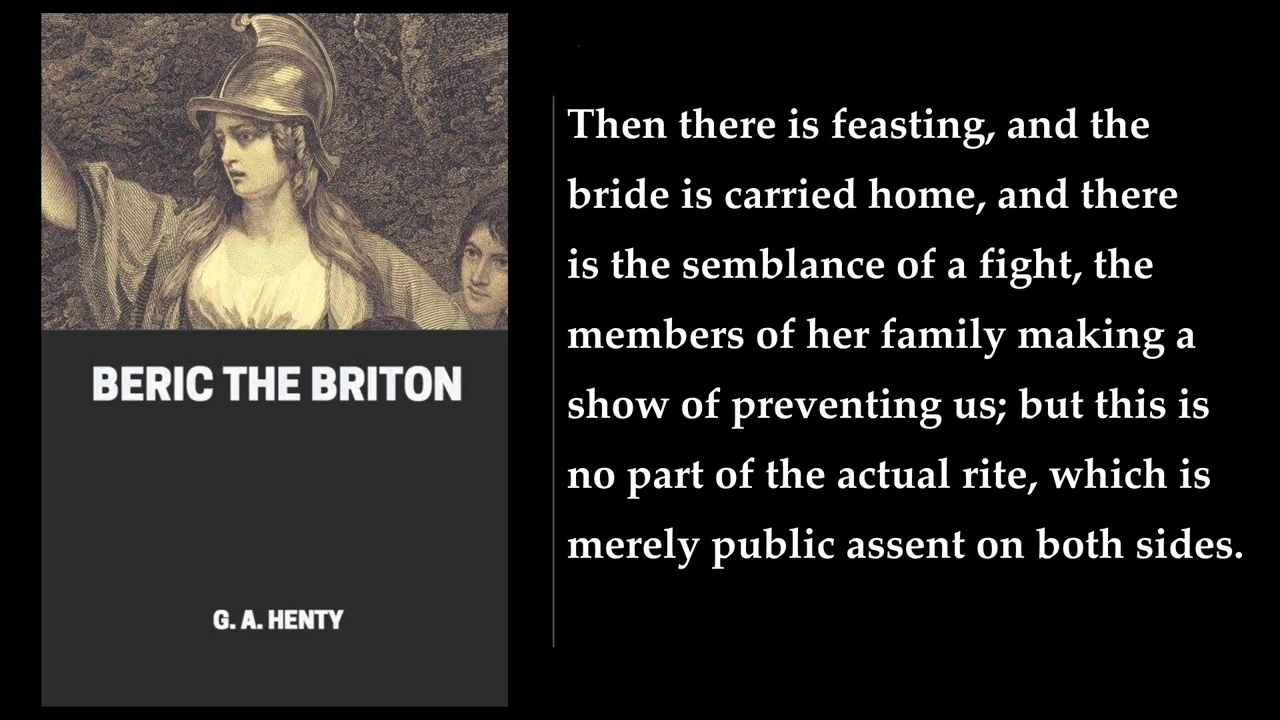 BERIC THE BRITON
G. A. HENTY
Then there is feasting, and the
bride is carried home, and there
is the semblance of a fight, the
members of her family making a
show of preventing us; but this is
no part of the actual rite, which is
merely public assent on both sides.